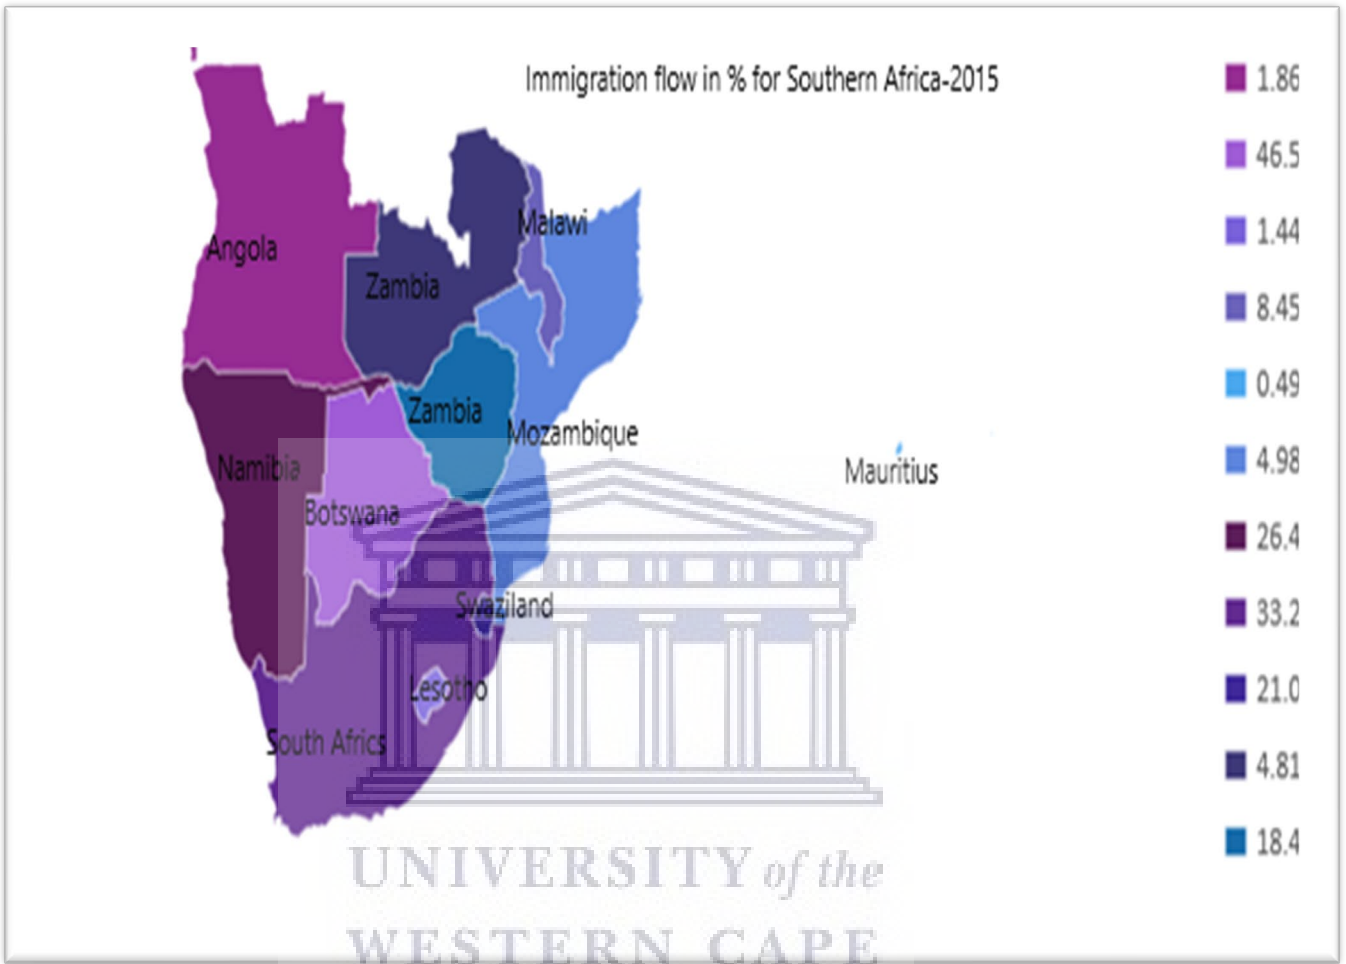 Immigration flow in % for Southern Africa-2015
1.86
46.5
1.44
8.45
0.49
4.98
26.4
33.2
21.0
4.81
18.4
Angola
Malawi
Zambia
Zambia
Mozambique
Namibia
Mauritius
Botswana
Swaziland
Lesotho
South Africs
UNIVERSITY of the
WESTERN CAPE